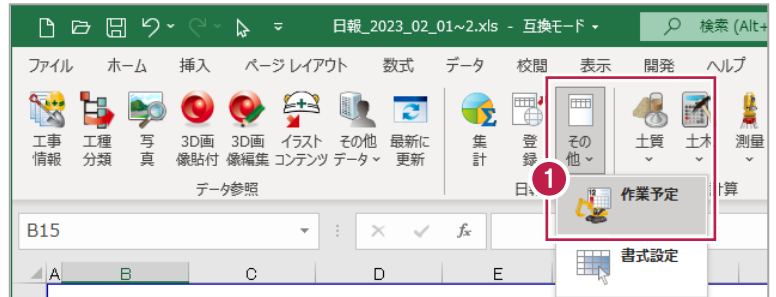 日報_2023_02_01~2.xls - 互換モード
検索 (Alt+
ファイル ホーム 挿入 ページ レイアウト 数式 データ 校閲 表示 開発 ヘルプ
工事情報 工種分類 写真 3D画像貼付 3D画像編集 イラストコンテンツ その他データ 最新に更新 集計 登録 その他 土質 土木 測量
データ参照 日 算
1
作業予定
書式設定
B15 fx
A B C D E